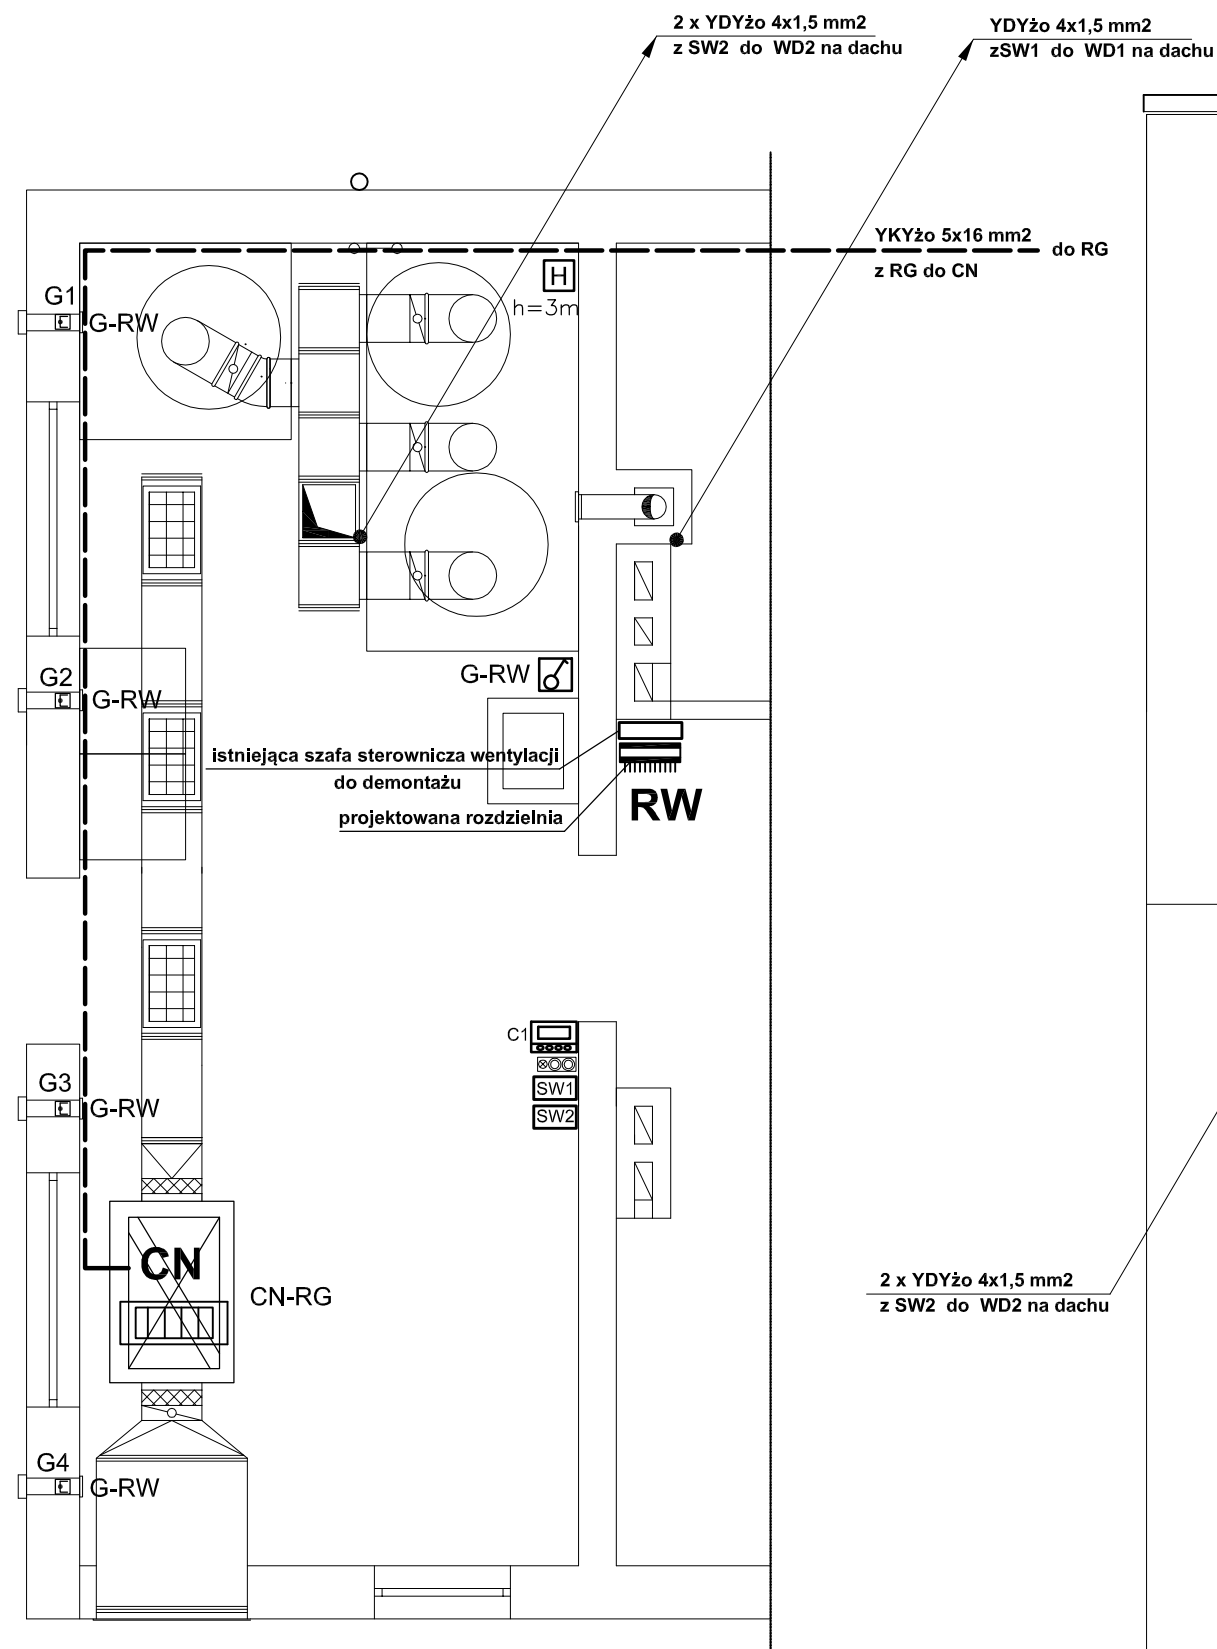 2 x YDYżo 4x1,5 mm2
z SW2 do WD2 na dachu
YDYżo 4x1,5 mm2
zSW1 do WD1 na dachu
YKYżo 5x16 mm2
do RG
z RG do CN
H
h=3m
G1
G-RW
G-RW
G2
G-RW
istniejąca szafa sterownicza wentylacji
do demontażu
RW
projektowana rozdzielnia
C1
SW1
SW2
G3
G-RW
CN
CN-RG
2 x YDYżo 4x1,5 mm2
z SW2 do WD2 na dachu
G4
G-RW